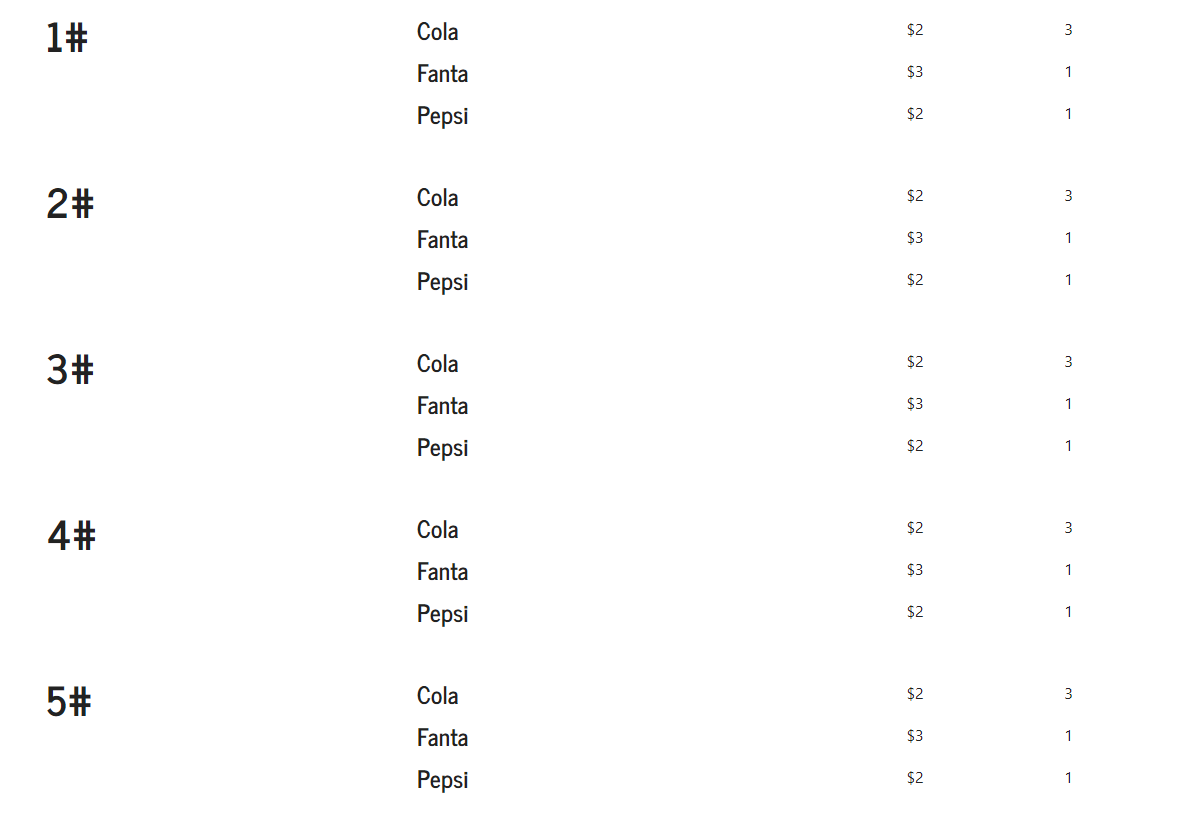 1# Cola $2 3
Fanta $3 1
Pepsi $2 1
2# Cola $2 3
Fanta $3 1
Pepsi $2 1
3# Cola $2 3
Fanta $3 1
Pepsi $2 1
4# Cola $2 3
Fanta $3 1
Pepsi $2 1
5# Cola $2 3
Fanta $3 1
Pepsi $2 1